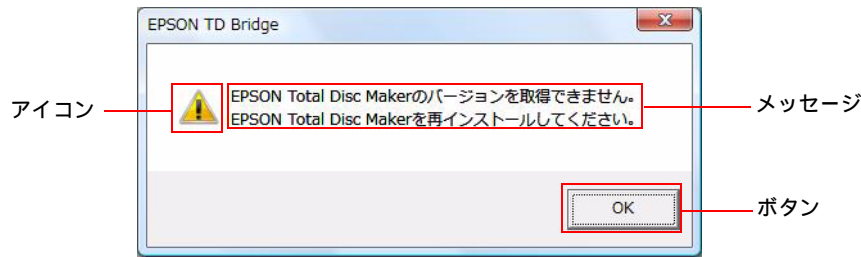 EPSON TD Bridge
アイコン
EPSON Total Disc Makerのバージョンを取得できません。
EPSON Total Disc Makerを再インストールしてください。
メッセージ
OK
ボタン